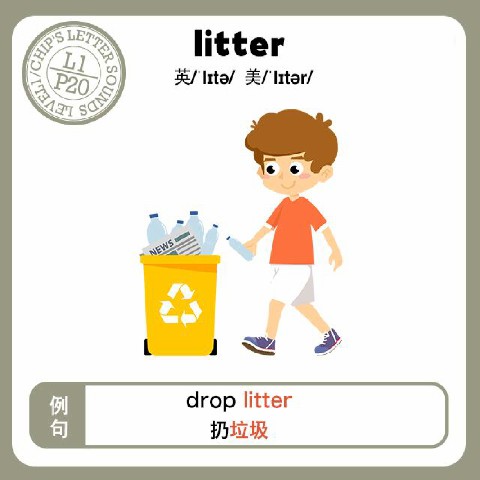 CHIP'S LETTER SOUNDS
LEVEL1/
L1
P20
litter
英/ˈlɪtə/ 美/ˈlɪtər/
NEWS
例句
drop litter
扔垃圾